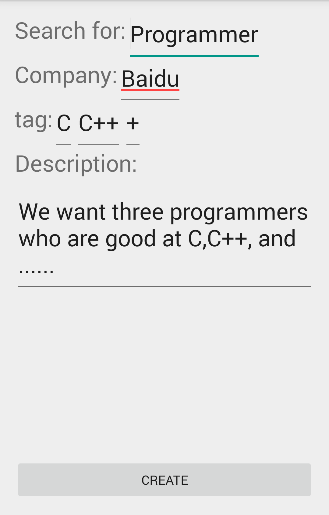 Search for: Programmer
Company: Baidu
tag: C C++ +
Description:
We want three programmers
who are good at C,C++, and
......
CREATE